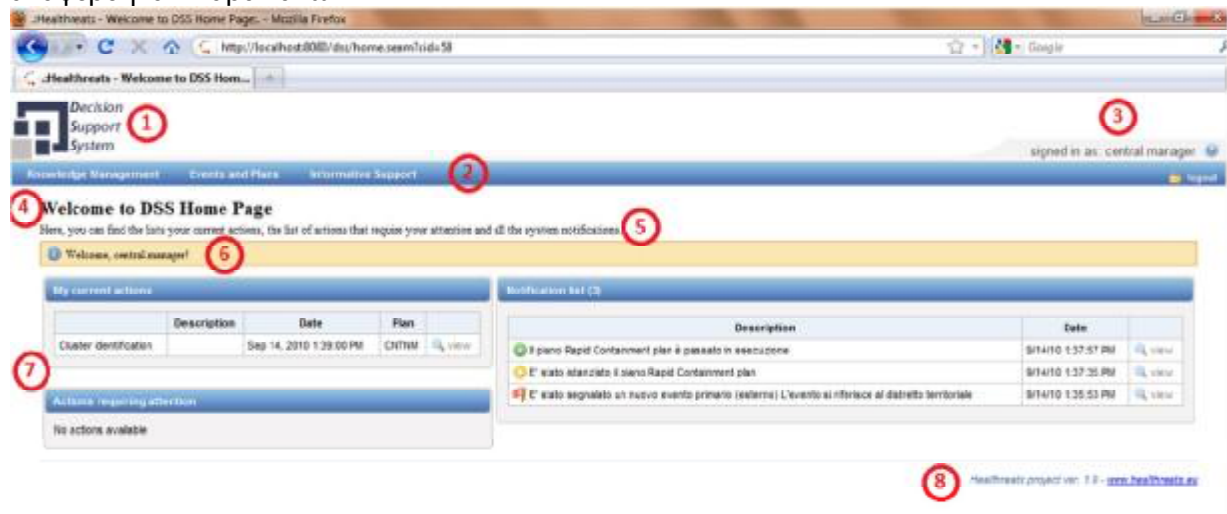 .:Healthreats - Welcome to DSS Home Page:. - Mozilla Firefox
http://localhost:8080/dss/home.seam?cid=58
Google
.:Healthreats - Welcome to DSS Hom...
Decision
Support
System
1
3
signed in as: central manager
Knowledge Management Events and Plans Informative Support
2
logout
4
Welcome to DSS Home Page
Here, you can find the lists your current actions, the list of actions that require your attention and all the system notifications.
5
Welcome, central.manager!
6
My current actions
Description Date Plan
Cluster identification Sep 14, 2010 1:39:00 PM CNTNM view
7
Actions requiring attention
No actions available
Notification list (3)
Description Date
Il piano Rapid Containment plan è passato in esecuzione 9/14/10 1:37:57 PM view
E' stato istanziato il piano Rapid Containment plan 9/14/10 1:37:35 PM view
E' stato segnalato un nuovo evento primario (esterno) L'evento si riferisce al distretto territoriale 9/14/10 1:35:53 PM view
8
Healthreats project ver. 1.0 - www.healthreats.eu